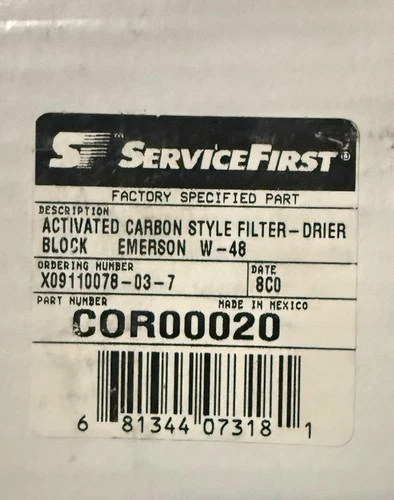 ™
SERVICEFIRST®
FACTORY SPECIFIED PART
DESCRIPTION
ACTIVATED CARBON STYLE FILTER-DRIER
BLOCK EMERSON W-48
ORDERING NUMBER DATE
X09110078-03-7 8C0
PART NUMBER MADE IN MEXICO
COR00020
6 81344 07318 1